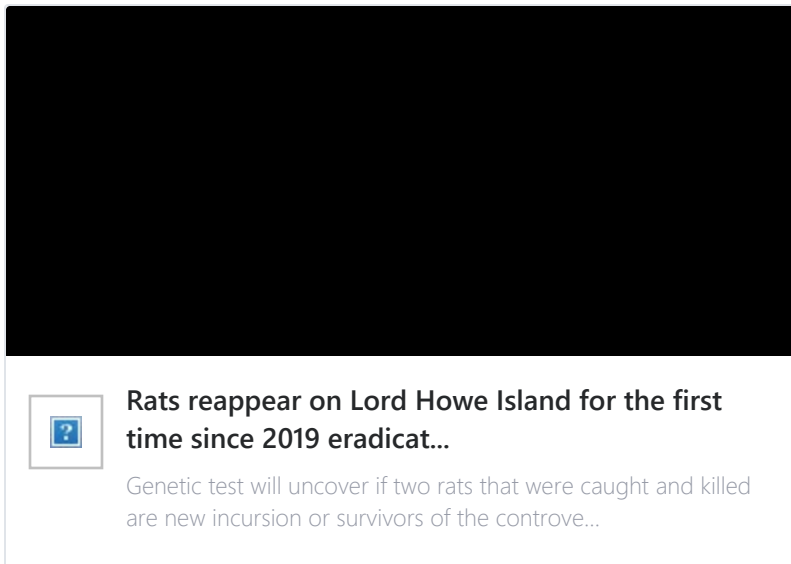 Rats reappear on Lord Howe Island for the first
time since 2019 eradicat...
Genetic test will uncover if two rats that were caught and killed
are new incursion or survivors of the controve...